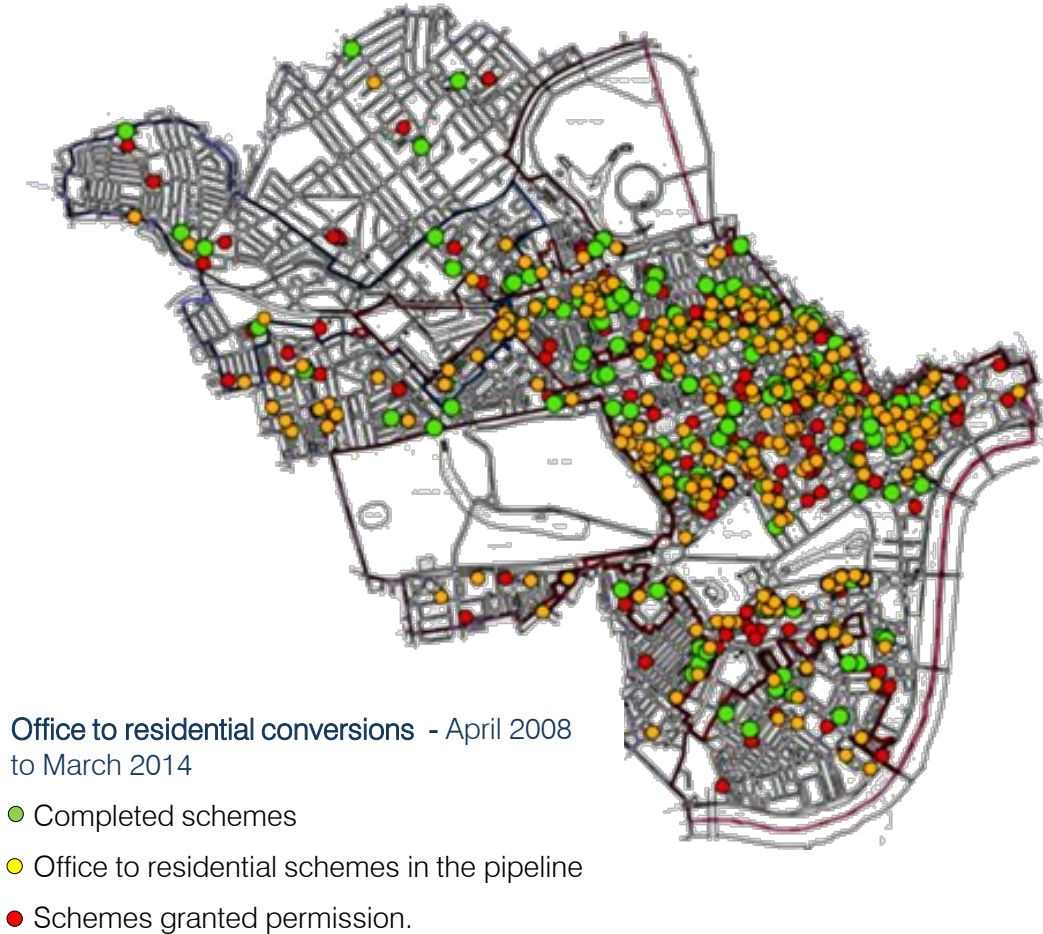 Office to residential conversions - April 2008
to March 2014
Completed schemes
Office to residential schemes in the pipeline
Schemes granted permission.